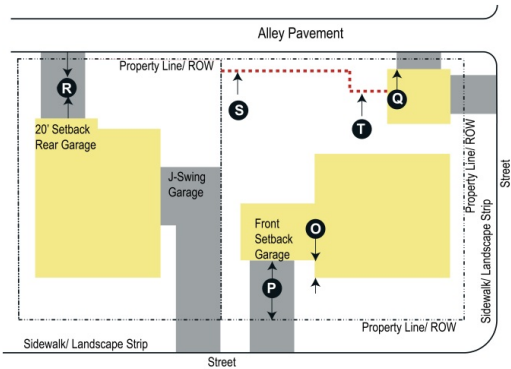 Alley Pavement
Property Line/ ROW
R
Q
S
T
20' Setback
Rear Garage
Property Line/ ROW
Street
J-Swing
Garage
Sidewalk/ Landscape Strip
Front
Setback
Garage
O
P
Property Line/ ROW
Sidewalk/ Landscape Strip
Street